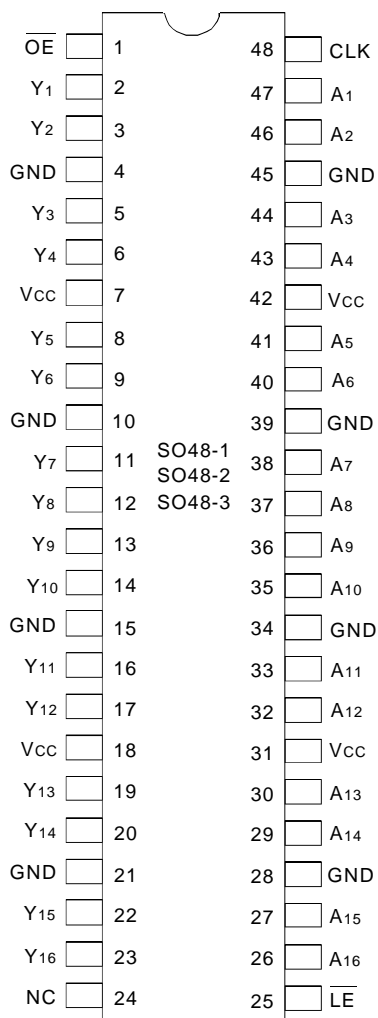 O̅E̅ 1 48 CLK
Y1 2 47 A1
Y2 3 46 A2
GND 4 45 GND
Y3 5 44 A3
Y4 6 43 A4
VCC 7 42 VCC
Y5 8 41 A5
Y6 9 40 A6
GND 10 39 GND
Y7 11 SO48-1 38 A7
SO48-2
Y8 12 SO48-3 37 A8
Y9 13 36 A9
Y10 14 35 A10
GND 15 34 GND
Y11 16 33 A11
Y12 17 32 A12
VCC 18 31 VCC
Y13 19 30 A13
Y14 20 29 A14
GND 21 28 GND
Y15 22 27 A15
Y16 23 26 A16
NC 24 25 L̅E̅